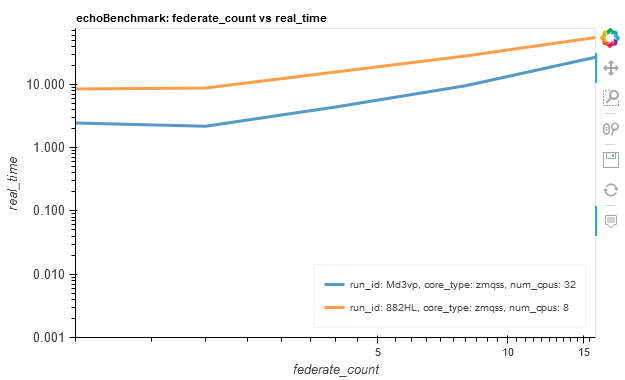 echoBenchmark: federate_count vs real_time
10.000
1.000
0.100
0.010
0.001
real_time
run_id: Md3vp, core_type: zmqss, num_cpus: 32
run_id: 882HL, core_type: zmqss, num_cpus: 8
5
10
15
federate_count